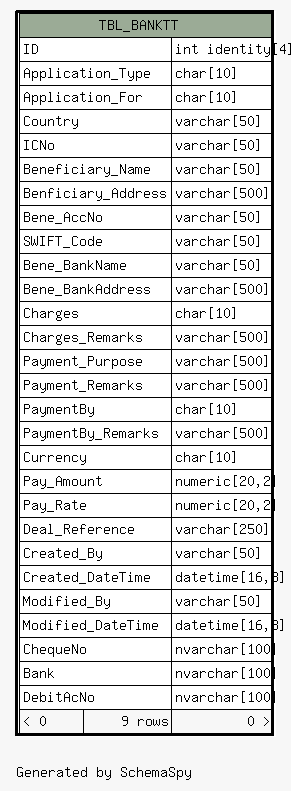 TBL_BANKTT
ID int identity[4]
Application_Type char[10]
Application_For char[10]
Country varchar[50]
ICNo varchar[50]
Beneficiary_Name varchar[50]
Benficiary_Address varchar[500]
Bene_AccNo varchar[50]
SWIFT_Code varchar[50]
Bene_BankName varchar[50]
Bene_BankAddress varchar[500]
Charges char[10]
Charges_Remarks varchar[500]
Payment_Purpose varchar[500]
Payment_Remarks varchar[500]
PaymentBy char[10]
PaymentBy_Remarks varchar[500]
Currency char[10]
Pay_Amount numeric[20,2]
Pay_Rate numeric[20,2]
Deal_Reference varchar[250]
Created_By varchar[50]
Created_DateTime datetime[16,3]
Modified_By varchar[50]
Modified_DateTime datetime[16,3]
ChequeNo nvarchar[100]
Bank nvarchar[100]
DebitAcNo nvarchar[100]
< 0 9 rows 0 >
Generated by SchemaSpy